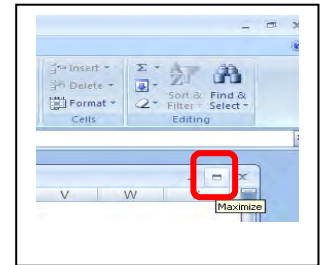 Insert
Delete
Format
Σ
Sort & Filter
Find & Select
Cells
Editing
V W
Maximize